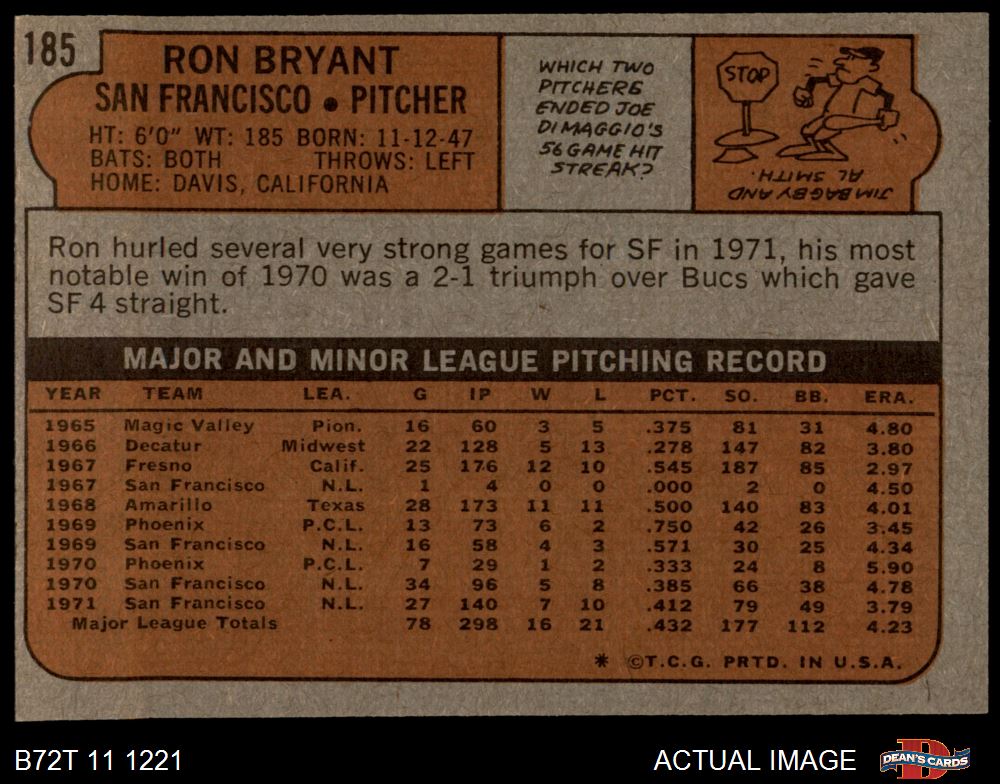 185
RON BRYANT
SAN FRANCISCO • PITCHER
HT: 6'0" WT: 185 BORN: 11-12-47
BATS: BOTH THROWS: LEFT
HOME: DAVIS, CALIFORNIA
WHICH TWO
PITCHERS
ENDED JOE
DIMAGGIO'S
56 GAME HIT
STREAK?
STOP
JIM BAGBY AND
AL SMITH.
Ron hurled several very strong games for SF in 1971, his most
notable win of 1970 was a 2-1 triumph over Bucs which gave
SF 4 straight.
MAJOR AND MINOR LEAGUE PITCHING RECORD
YEAR TEAM LEA. G IP W L PCT. SO. BB. ERA.
1965 Magic Valley Pion. 16 60 3 5 .375 81 31 4.80
1966 Decatur Midwest 22 128 5 13 .278 147 82 3.80
1967 Fresno Calif. 25 176 12 10 .545 187 85 2.97
1967 San Francisco N.L. 1 4 0 0 .000 2 0 4.50
1968 Amarillo Texas 28 173 11 11 .500 140 83 4.01
1969 Phoenix P.C.L. 13 73 6 2 .750 42 26 3.45
1969 San Francisco N.L. 16 58 4 3 .571 30 25 4.34
1970 Phoenix P.C.L. 7 29 1 2 .333 24 8 5.90
1970 San Francisco N.L. 34 96 5 8 .385 66 38 4.78
1971 San Francisco N.L. 27 140 7 10 .412 79 49 3.79
Major League Totals 78 298 16 21 .432 177 112 4.23
* ©T.C.G. PRTD. IN U.S.A.
B72T 11 1221
ACTUAL IMAGE
D
DEAN'S CARDS